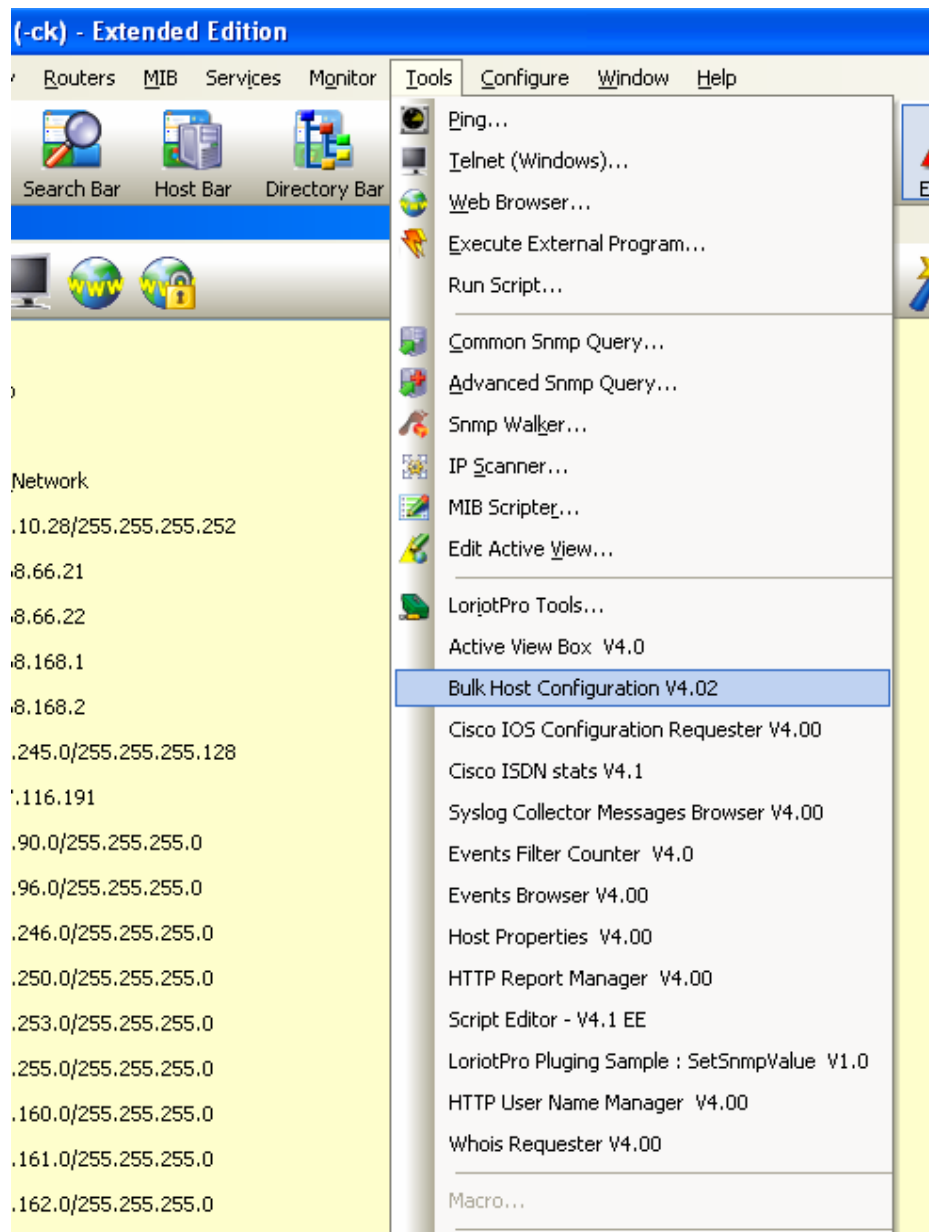 (-ck) - Extended Edition
Routers MIB Services Monitor Tools Configure Window Help
Search Bar Host Bar Directory Bar
Ping...
Telnet (Windows)...
Web Browser...
Execute External Program...
Run Script...
Common Snmp Query...
Advanced Snmp Query...
Snmp Walker...
IP Scanner...
MIB Scripter...
Edit Active View...
LoriotPro Tools...
Active View Box V4.0
Bulk Host Configuration V4.02
Cisco IOS Configuration Requester V4.00
Cisco ISDN stats V4.1
Syslog Collector Messages Browser V4.00
Events Filter Counter V4.0
Events Browser V4.00
Host Properties V4.00
HTTP Report Manager V4.00
Script Editor - V4.1 EE
LoriotPro Pluging Sample : SetSnmpValue V1.0
HTTP User Name Manager V4.00
Whois Requester V4.00
Macro...
www
Network
.10.28/255.255.255.252
8.66.21
8.66.22
8.168.1
8.168.2
.245.0/255.255.255.128
.116.191
.90.0/255.255.255.0
.96.0/255.255.255.0
.246.0/255.255.255.0
.250.0/255.255.255.0
.253.0/255.255.255.0
.255.0/255.255.255.0
.160.0/255.255.255.0
.161.0/255.255.255.0
.162.0/255.255.255.0